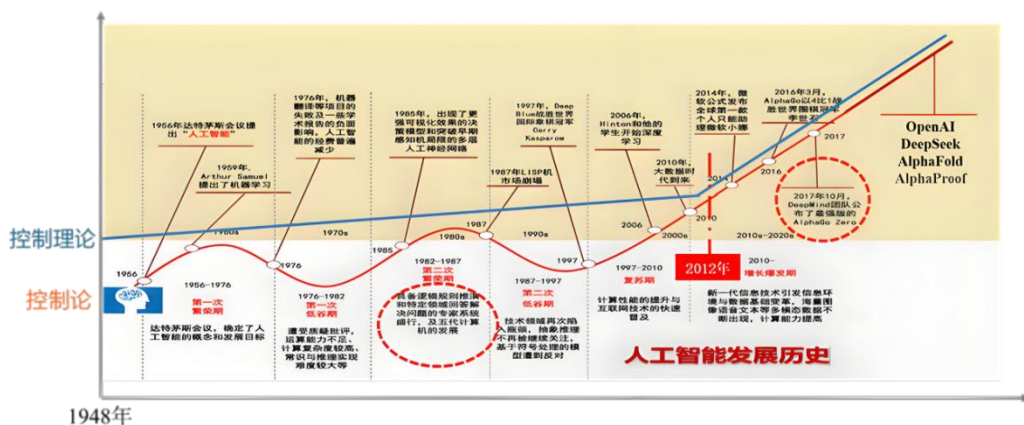 1956年达特茅斯会议提
出“人工智能”
1959年,
Arthur Samuel
提出了机器学习
1976年，机器
翻译等项目的
失败及一些学
术报告的负面
影响，人工智
能的经费普遍
减少
1985年，出现了更
强可视化效果的决
策模型和突破早期
感知机局限的多层
人工神经网络
1987年LISP机
市场崩塌
1997年，Deep
Blue战胜世界
国际象棋冠军
Garry
Kasparow
2006年，
Hinton和他的
学生开始深度
学习
2010年，
大数据时
代到来
2014年，微
软公式发布
全球第一款
个人只能助
理微软小娜
2016年3月，
AlphaGo以4比1战
胜世界围棋冠军
李世石
2017年10月，
DeepMind团队公
布了最强版的
AlphaGo Zero
OpenAI
DeepSeek
AlphaFold
AlphaProof
控制理论
控制论
1956
1976
1970s
1985
1980s
1987
1990s
1997
2006
2000s
2010
2014
2016
2017
2010s-2020s
2012年
1956-1976
第一次
繁荣期
达特茅斯会议，确定了人
工智能的概念和发展目标
1976-1982
第一次
低谷期
遭受质疑批评，
运算能力不足、
计算复杂度较高、
常识与推理实现
难度较大等
1982-1987
第二次
繁荣期
具备逻辑规则推演
和特定领域回答解
决问题的专家系统
盛行，及五代计算
机的发展
1987-1997
第二次
低谷期
技术领域再次陷
入瓶颈，抽象推理
不再被继续关注，
基于符号处理的模
型遭到反对
1997-2010
复苏期
计算性能的提升与
互联网技术的快速
普及
2010-
增长爆发期
新一代信息技术引发信息环
境与数据基础变革，海量图
像语音文本等多模态数据不
断出现，计算能力提高
人工智能发展历史
1948年